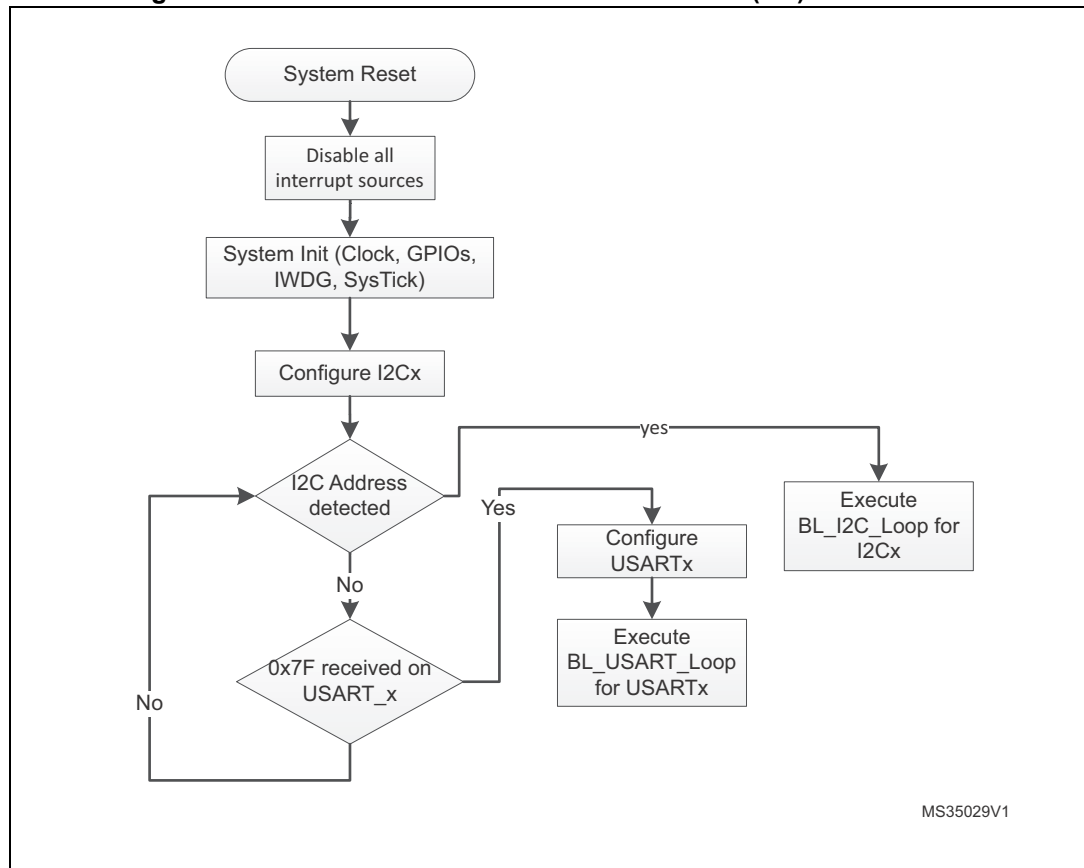 System Reset
Disable all
interrupt sources
System Init (Clock, GPIOs,
IWDG, SysTick)
Configure I2Cx
yes
I2C Address
detected
Yes
Execute
BL_I2C_Loop for
I2Cx
Configure
USARTx
No
Execute
BL_USART_Loop
for USARTx
0x7F received on
USART_x
No
MS35029V1